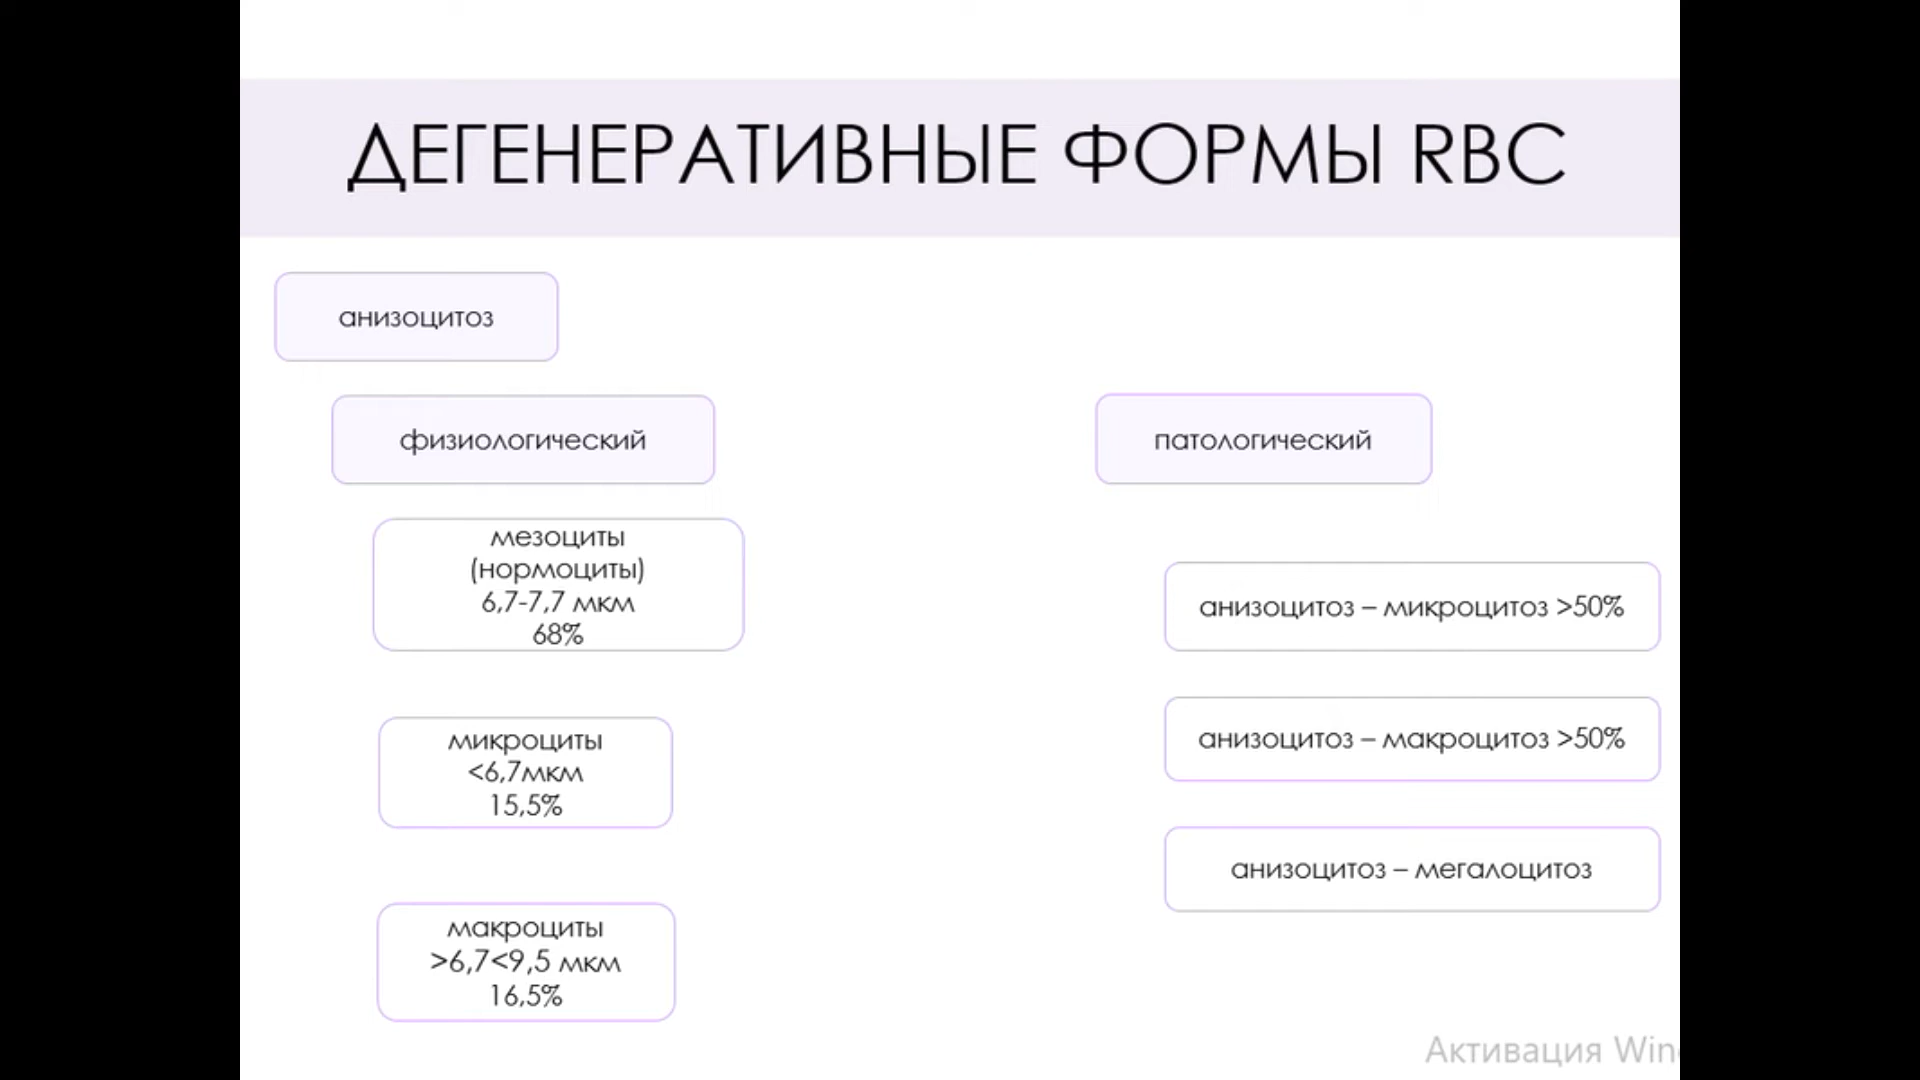 ДЕГЕНЕРАТИВНЫЕ ФОРМЫ RBC
анизоцитоз
физиологический
мезоциты
(нормоциты)
6,7-7,7 мкм
68%
микроциты
<6,7мкм
15,5%
макроциты
>6,7<9,5 мкм
16,5%
патологический
анизоцитоз – микроцитоз >50%
анизоцитоз – макроцитоз >50%
анизоцитоз – мегалоцитоз
Активация Win